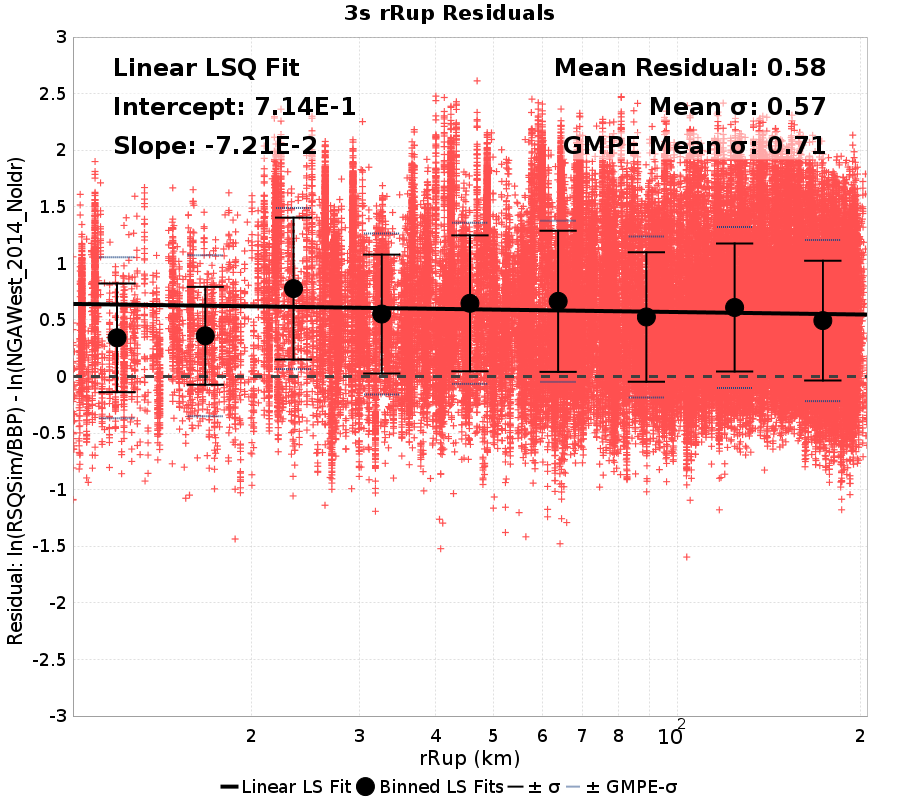 3s rRup Residuals
Linear LSQ Fit
Intercept: 7.14E-1
Slope: -7.21E-2
Mean Residual: 0.58
Mean σ: 0.57
GMPE Mean σ: 0.71
Residual: ln(RSQSim/BBP) - ln(NGAWest_2014_NoIdr)
3
2.5
2
1.5
1
0.5
0
-0.5
-1
-1.5
-2
-2.5
-3
2 3 4 5 6 7 8 10² 2
rRup (km)
Linear LS Fit Binned LS Fits ± σ ± GMPE-σ